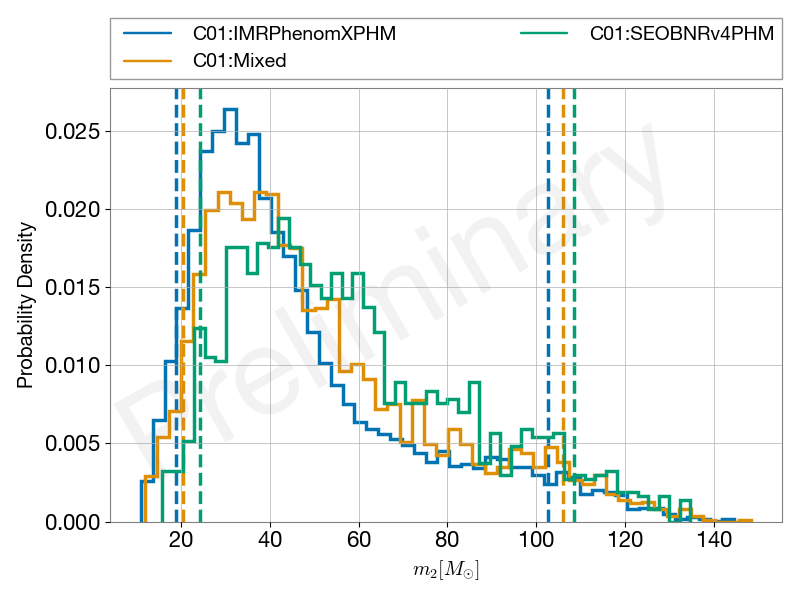 C01:IMRPhenomXPHM
C01:SEOBNRv4PHM
C01:Mixed
Preliminary
Probability Density
0.025
0.020
0.015
0.010
0.005
0.000
20 40 60 80 100 120 140
m₂[M☉]